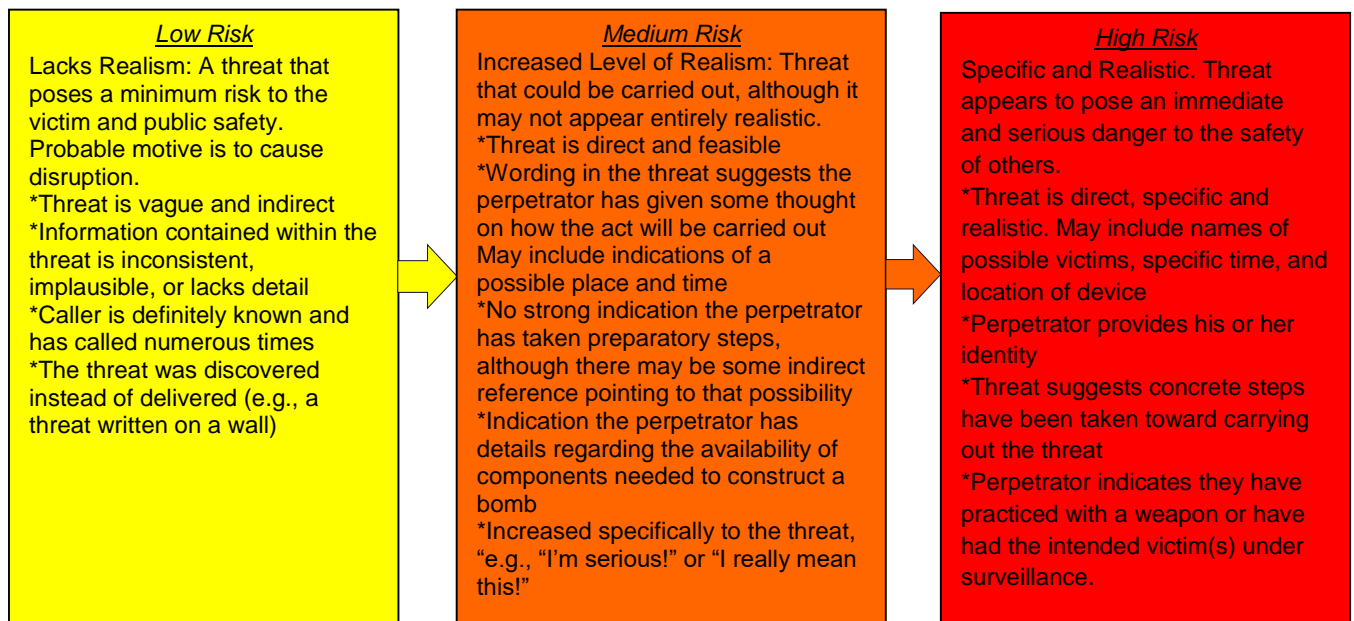 Low Risk
Lacks Realism: A threat that
poses a minimum risk to the
victim and public safety.
Probable motive is to cause
disruption.
*Threat is vague and indirect
*Information contained within the
threat is inconsistent,
implausible, or lacks detail
*Caller is definitely known and
has called numerous times
*The threat was discovered
instead of delivered (e.g., a
threat written on a wall)
Medium Risk
Increased Level of Realism: Threat
that could be carried out, although it
may not appear entirely realistic.
*Threat is direct and feasible
*Wording in the threat suggests the
perpetrator has given some thought
on how the act will be carried out
May include indications of a
possible place and time
*No strong indication the perpetrator
has taken preparatory steps,
although there may be some indirect
reference pointing to that possibility
*Indication the perpetrator has
details regarding the availability of
components needed to construct a
bomb
*Increased specifically to the threat,
“e.g., “I’m serious!” or “I really mean
this!”
High Risk
Specific and Realistic. Threat
appears to pose an immediate
and serious danger to the safety
of others.
*Threat is direct, specific and
realistic. May include names of
possible victims, specific time, and
location of device
*Perpetrator provides his or her
identity
*Threat suggests concrete steps
have been taken toward carrying
out the threat
*Perpetrator indicates they have
practiced with a weapon or have
had the intended victim(s) under
surveillance.